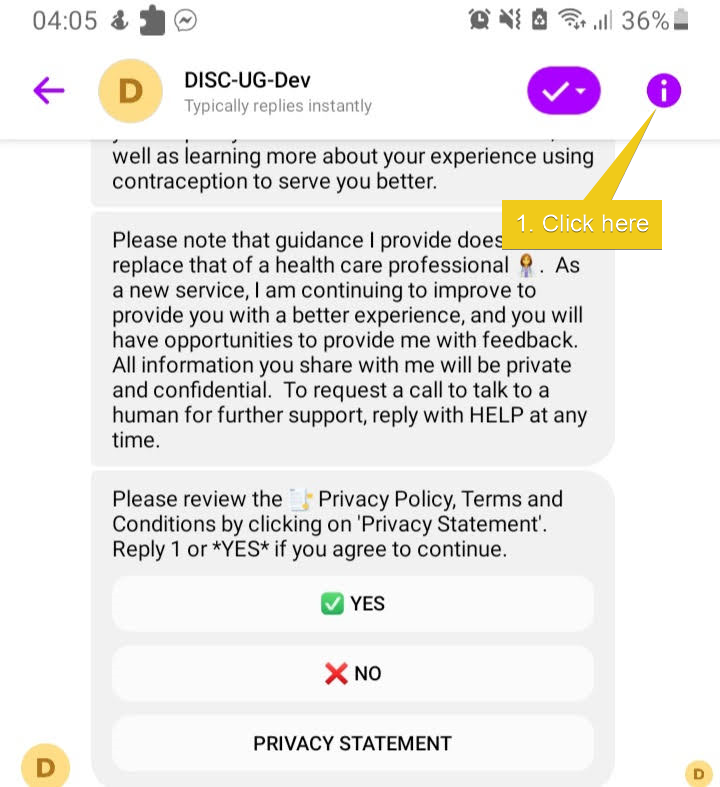 04:05
36%
D
DISC-UG-Dev
Typically replies instantly
well as learning more about your experience using
contraception to serve you better.
1. Click here
Please note that guidance I provide does
replace that of a health care professional. As
a new service, I am continuing to improve to
provide you with a better experience, and you will
have opportunities to provide me with feedback.
All information you share with me will be private
and confidential. To request a call to talk to a
human for further support, reply with HELP at any
time.
Please review the Privacy Policy, Terms and
Conditions by clicking on 'Privacy Statement'.
Reply 1 or *YES* if you agree to continue.
YES
NO
PRIVACY STATEMENT
D
D